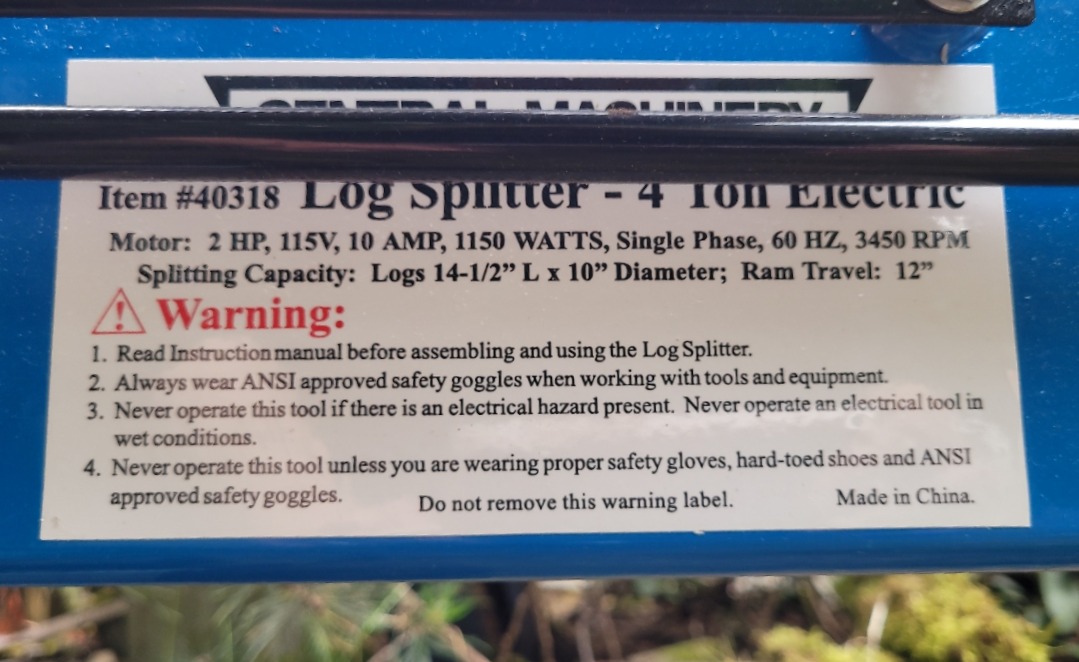 GENERAL MACHINERY
Item #40318 Log Splitter - 4 Ton Electric
Motor: 2 HP, 115V, 10 AMP, 1150 WATTS, Single Phase, 60 HZ, 3450 RPM
Splitting Capacity: Logs 14-1/2” L x 10” Diameter; Ram Travel: 12”
Warning:
1. Read Instruction manual before assembling and using the Log Splitter.
2. Always wear ANSI approved safety goggles when working with tools and equipment.
3. Never operate this tool if there is an electrical hazard present. Never operate an electrical tool in
wet conditions.
4. Never operate this tool unless you are wearing proper safety gloves, hard-toed shoes and ANSI
approved safety goggles. Do not remove this warning label. Made in China.